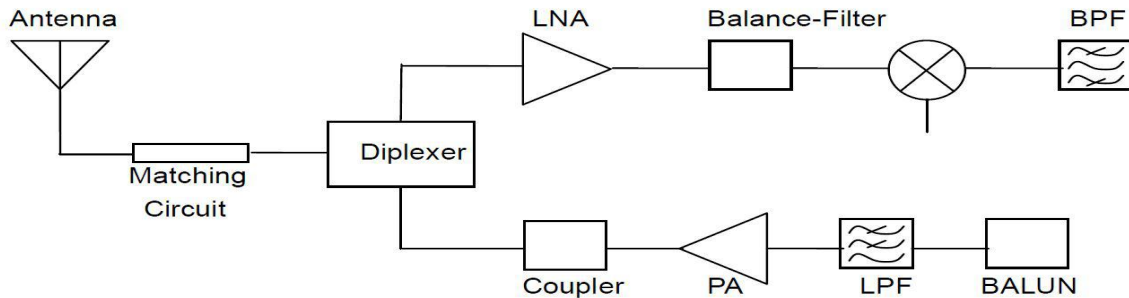 Antenna
LNA
Balance-Filter
BPF
Diplexer
Matching
Circuit
Coupler
PA
LPF
BALUN